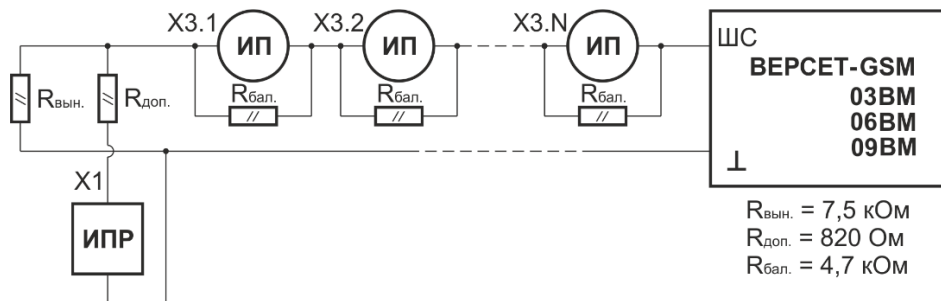 X3.1 ИП X3.2 ИП X3.N ИП ШС
ВЕРСЕТ-GSM
03ВМ
06ВМ
09ВМ
Rвын. Rдоп. Rбал. Rбал. Rбал.
⊥
X1
ИПР
Rвын. = 7,5 кОм
Rдоп. = 820 Ом
Rбал. = 4,7 кОм